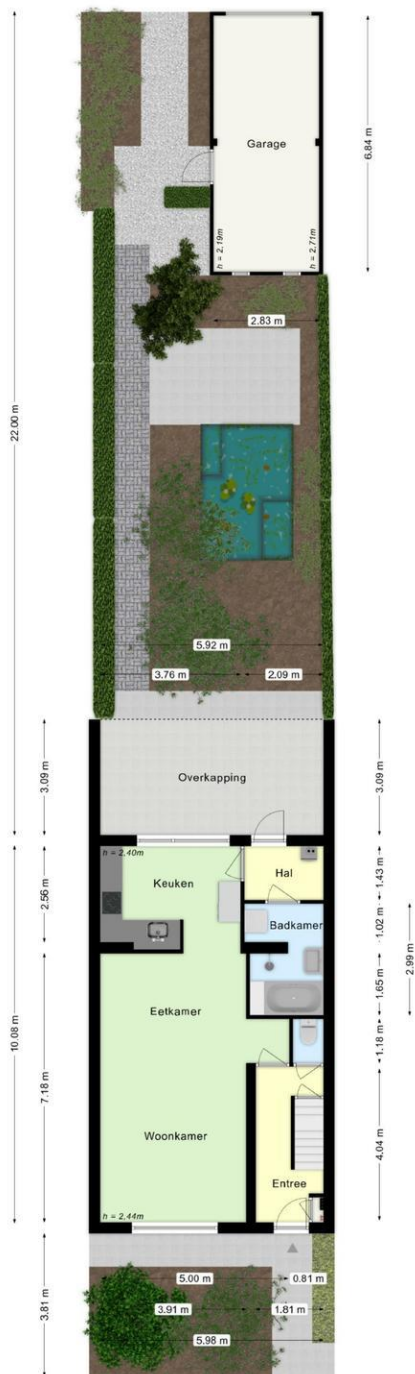 Garage
6.84 m
h = 2.19m
h = 2.71m
2.83 m
22.00 m
5.92 m
3.76 m
2.09 m
3.09 m
Overkapping
3.09 m
h = 2.40m
Keuken
Hal
1.43 m
2.56 m
Badkamer
1.02 m
2.99 m
1.65 m
Eetkamer
10.08 m
1.18 m
7.18 m
Woonkamer
4.04 m
Entree
h = 2.44m
5.00 m
0.81 m
3.81 m
3.91 m
1.81 m
5.98 m